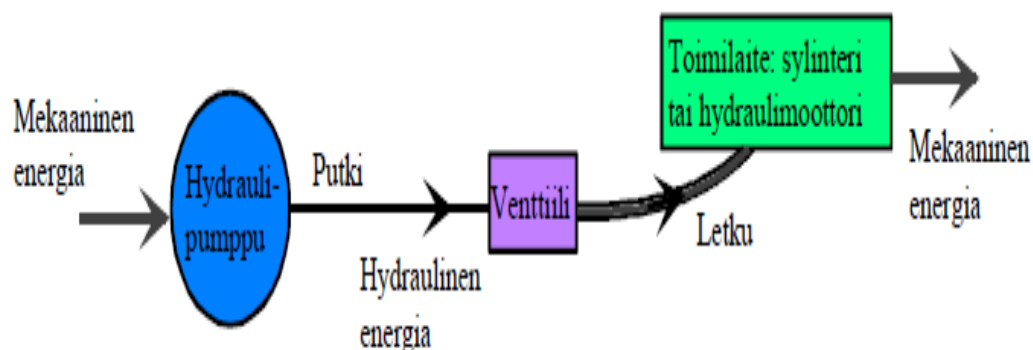 Mekaaninen
energia
Hydrauli-
pumppu
Putki
Hydraulinen
energia
Venttiili
Letku
Toimilaite: sylinteri
tai hydraulimoottori
Mekaaninen
energia